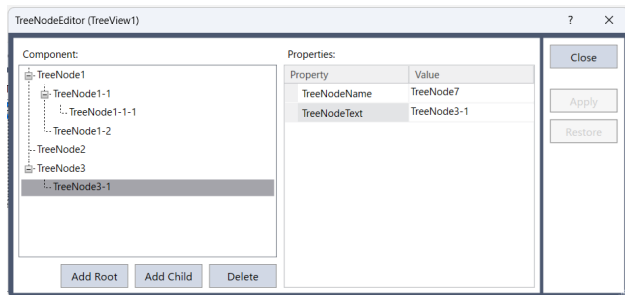 TreeNodeEditor (TreeView1) ? ×
Component:
TreeNode1
TreeNode1-1
TreeNode1-1-1
TreeNode1-2
TreeNode2
TreeNode3
TreeNode3-1
Add Root Add Child Delete
Properties:
Property Value
TreeNodeName TreeNode7
TreeNodeText TreeNode3-1
Close
Apply
Restore